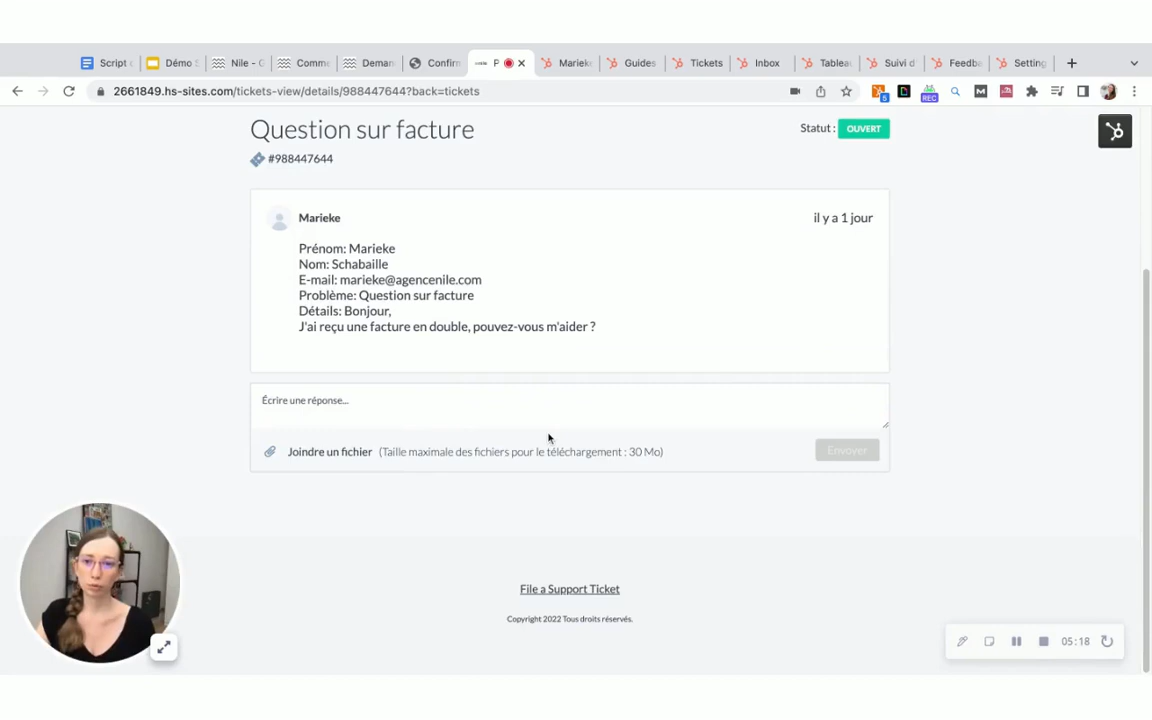 Script
Démo
Nile - G
Comme
Deman
Confirm
P
Marieke
Guides
Tickets
Inbox
Tableau
Suivi d'
Feedba
Setting
2661849.hs-sites.com/tickets-view/details/988447644?back=tickets
5
REC
M
Question sur facture
Statut : OUVERT
#988447644
Marieke
il y a 1 jour
Prénom: Marieke
Nom: Schabaille
E-mail: marieke@agencenile.com
Problème: Question sur facture
Détails: Bonjour,
J'ai reçu une facture en double, pouvez-vous m'aider ?
Écrire une réponse...
Joindre un fichier (Taille maximale des fichiers pour le téléchargement : 30 Mo)
Envoyer
File a Support Ticket
Copyright 2022 Tous droits réservés.
05:18